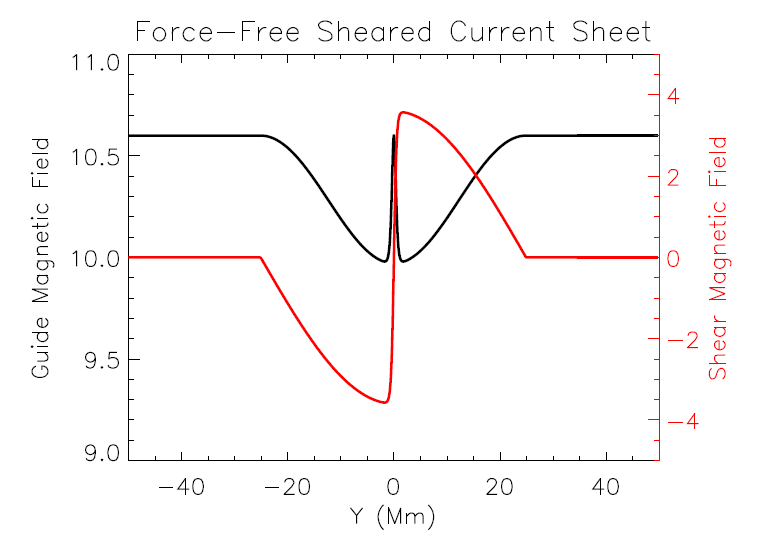 Force-Free Sheared Current Sheet
11.0
10.5
10.0
9.5
9.0
Guide Magnetic Field
4
2
0
-2
-4
Shear Magnetic Field
-40 -20 0 20 40
Y (Mm)